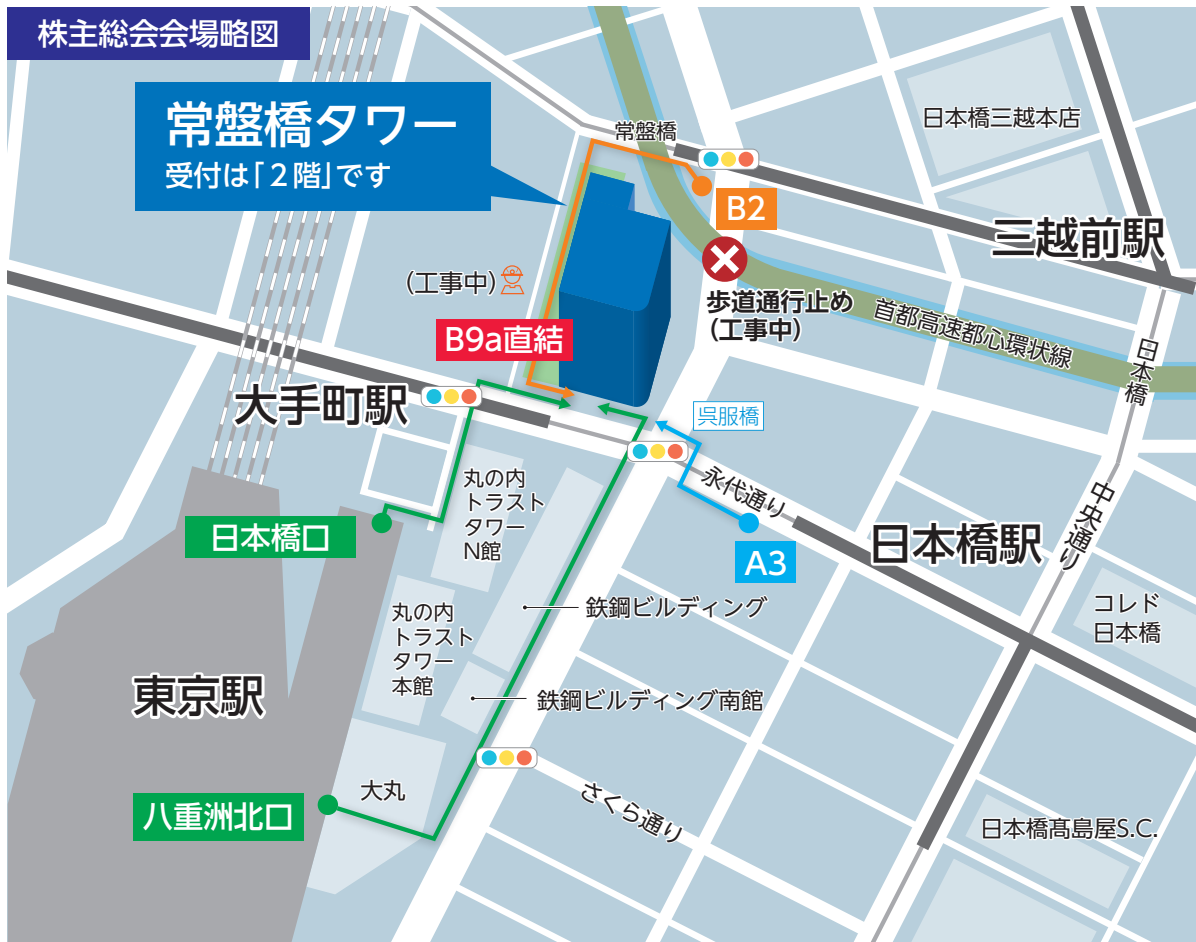 株主総会会場略図
常盤橋タワー
受付は「２階」です
常盤橋
日本橋三越本店
B2
三越前駅
(工事中)
歩道通行止め
(工事中)
首都高速都心環状線
B9a直結
日本橋
大手町駅
呉服橋
丸の内
トラスト
タワー
N館
永代通り
中央通り
日本橋口
日本橋駅
A3
鉄鋼ビルディング
コレド
日本橋
丸の内
トラスト
タワー
本館
東京駅
鉄鋼ビルディング南館
大丸
さくら通り
八重洲北口
日本橋髙島屋S.C.